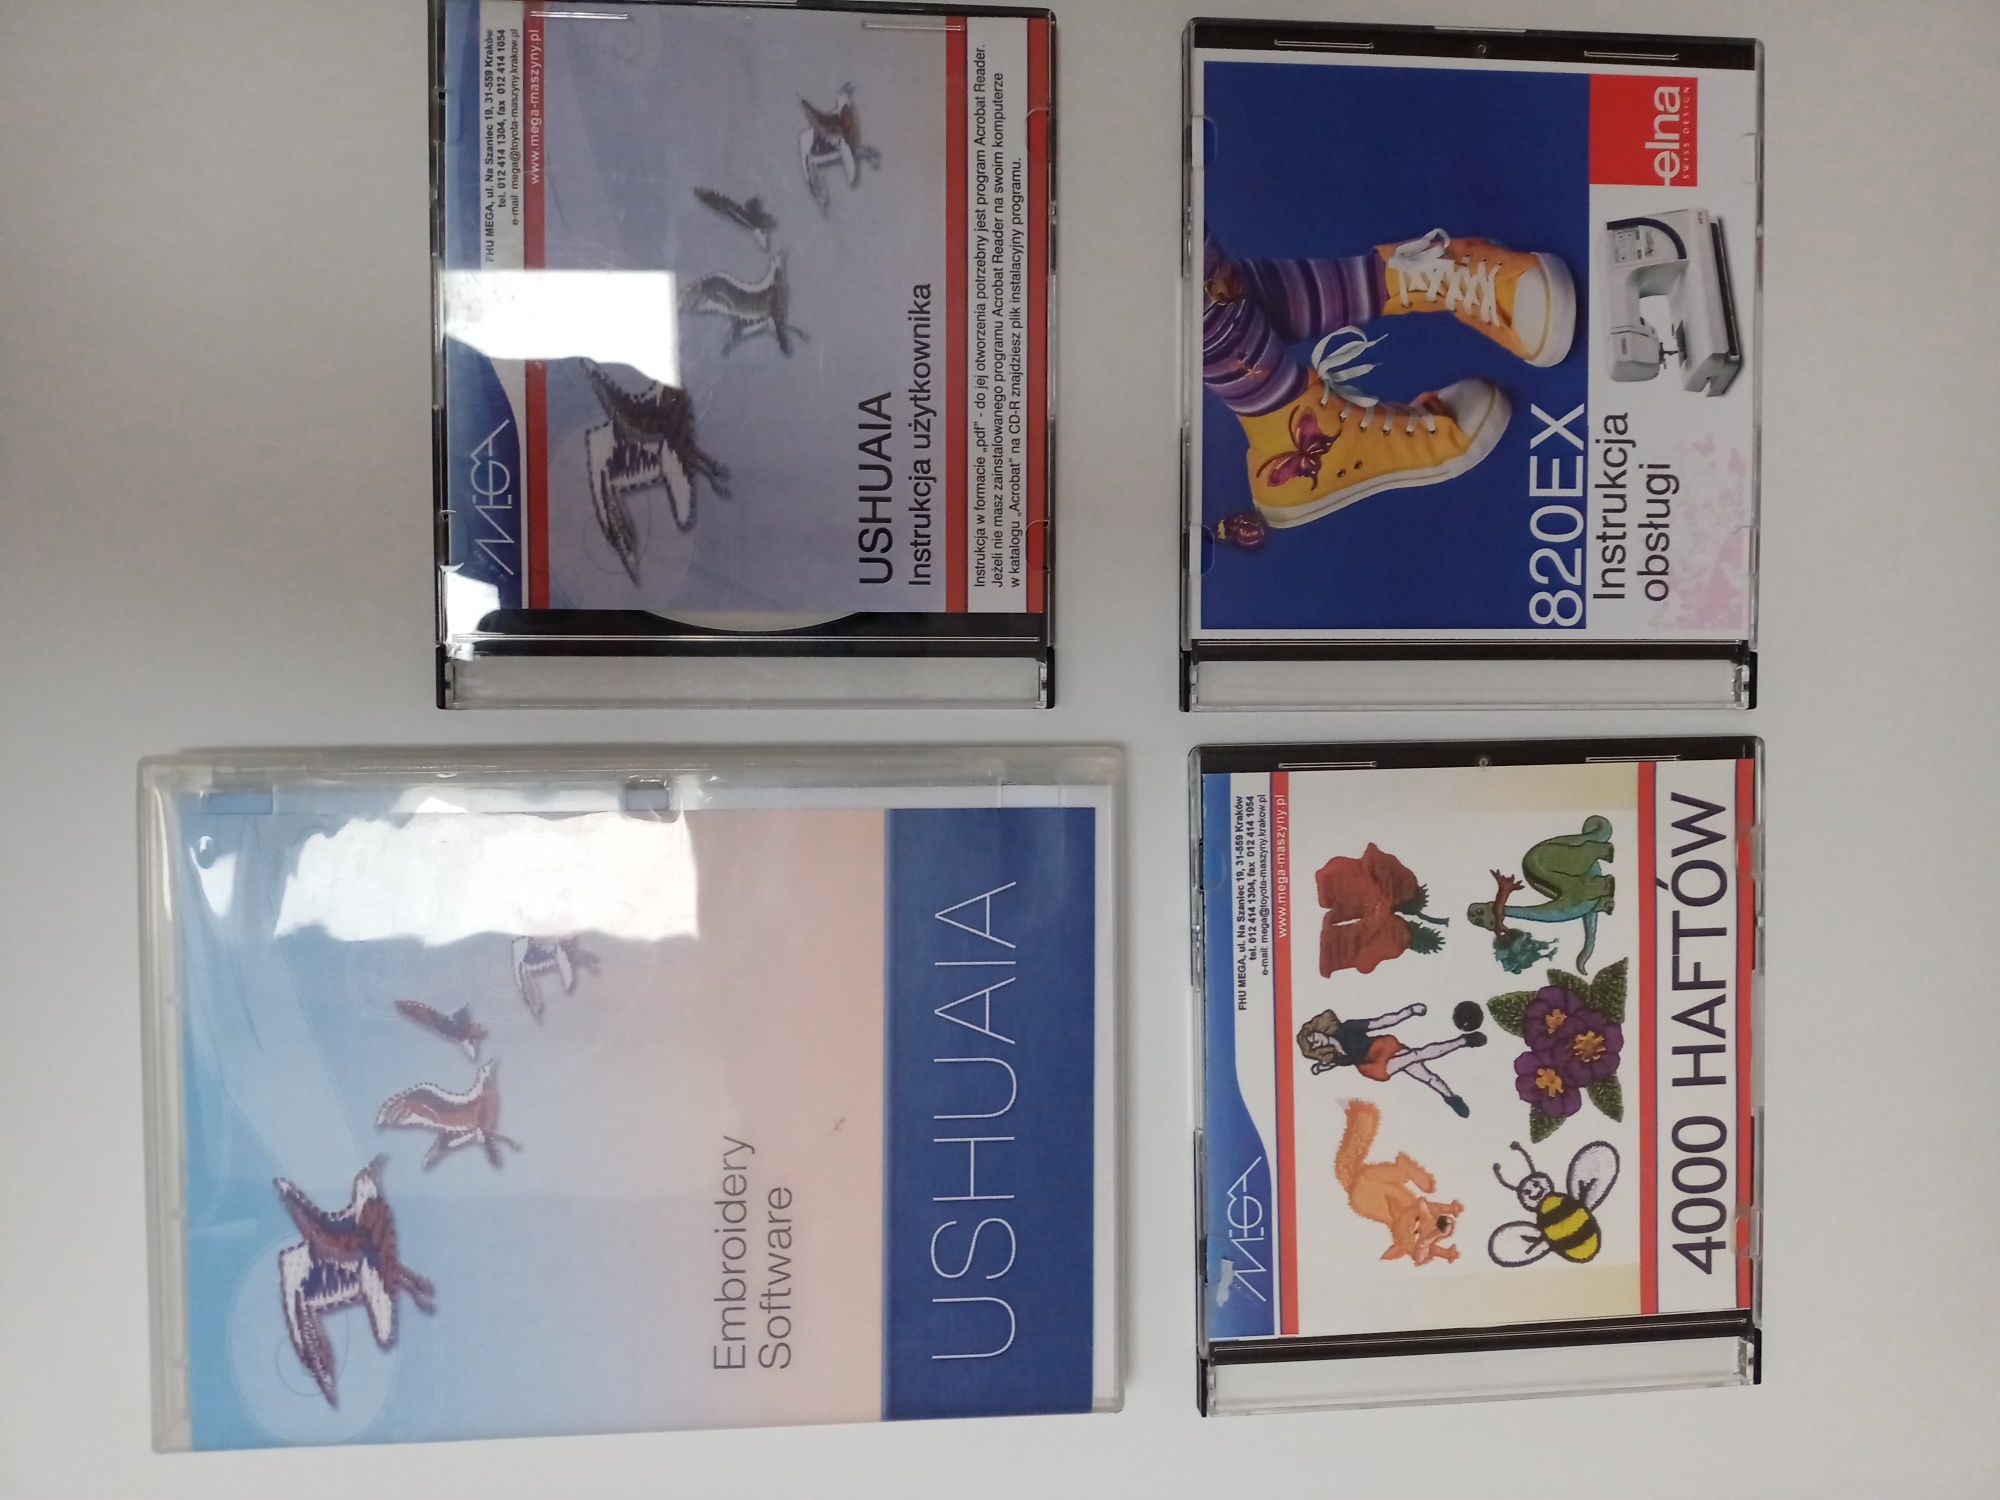 Embroidery
Software
USHUAIA
MEGA
FHU MEGA, ul. Na Szaniec 19, 31-559 Kraków
tel. 012 414 1304, fax 012 414 1054
e-mail: mega@toyota-maszyny.krakow.pl
www.mega-maszyny.pl
USHUAIA
Instrukcja użytkownika
Instrukcja w formacie „pdf" - do jej otworzenia potrzebny jest program Acrobat Reader.
Jeżeli nie masz zainstalowanego programu Acrobat Reader na swoim komputerze
w katalogu „Acrobat" na CD-R znajdziesz plik instalacyjny programu.
MEGA
FHU MEGA, ul. Na Szaniec 19, 31-559 Kraków
tel. 012 414 1304, fax 012 414 1054
e-mail: mega@toyota-maszyny.krakow.pl
www.mega-maszyny.pl
4000 HAFTÓW
820EX
Instrukcja
obsługi
elna
SWISS DESIGN